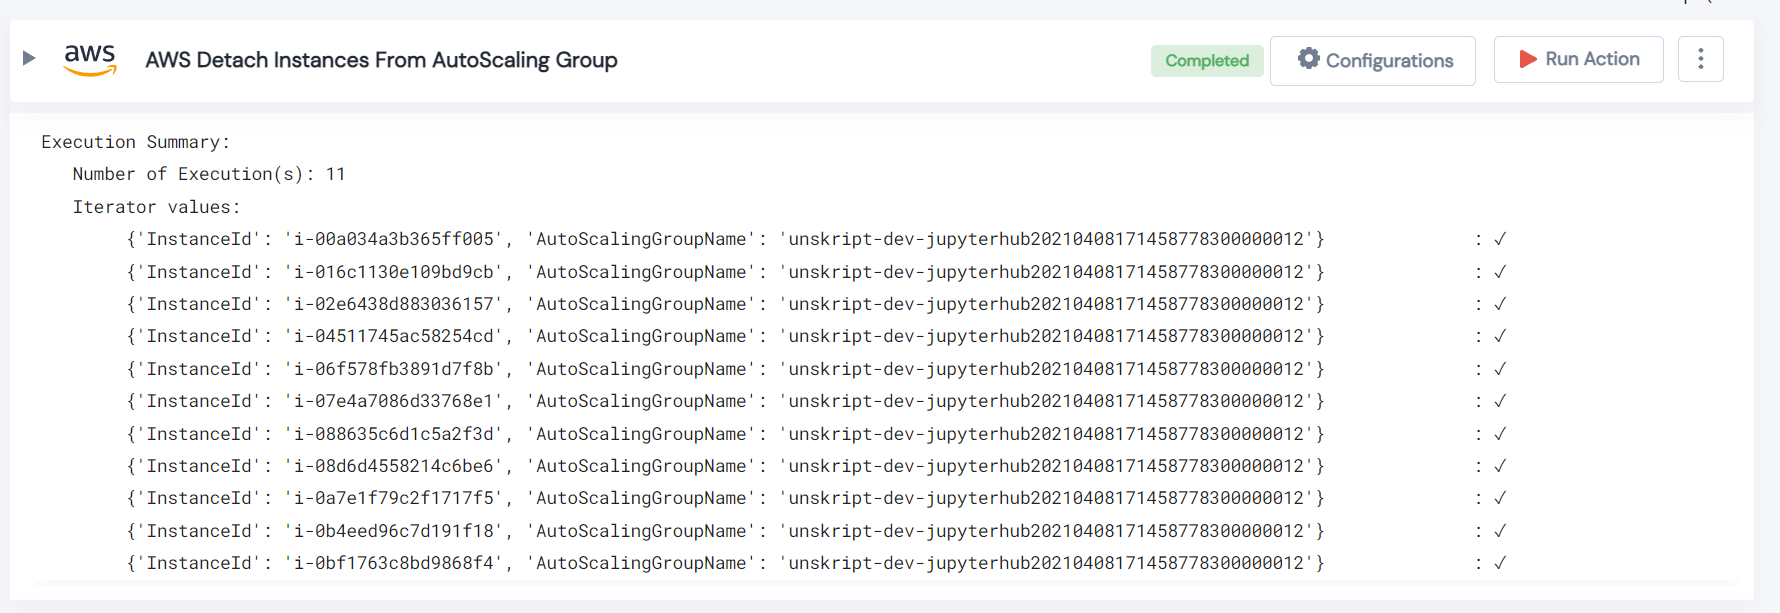 aws
AWS Detach Instances From AutoScaling Group
Completed
Configurations
Run Action
Execution Summary:
Number of Execution(s): 11
Iterator values:
{'InstanceId': 'i-00a034a3b365ff005', 'AutoScalingGroupName': 'unskript-dev-jupyterhub20210408171458778300000012'} : ✓
{'InstanceId': 'i-016c1130e109bd9cb', 'AutoScalingGroupName': 'unskript-dev-jupyterhub20210408171458778300000012'} : ✓
{'InstanceId': 'i-02e6438d883036157', 'AutoScalingGroupName': 'unskript-dev-jupyterhub20210408171458778300000012'} : ✓
{'InstanceId': 'i-04511745ac58254cd', 'AutoScalingGroupName': 'unskript-dev-jupyterhub20210408171458778300000012'} : ✓
{'InstanceId': 'i-06f578fb3891d7f8b', 'AutoScalingGroupName': 'unskript-dev-jupyterhub20210408171458778300000012'} : ✓
{'InstanceId': 'i-07e4a7086d33768e1', 'AutoScalingGroupName': 'unskript-dev-jupyterhub20210408171458778300000012'} : ✓
{'InstanceId': 'i-088635c6d1c5a2f3d', 'AutoScalingGroupName': 'unskript-dev-jupyterhub20210408171458778300000012'} : ✓
{'InstanceId': 'i-08d6d4558214c6be6', 'AutoScalingGroupName': 'unskript-dev-jupyterhub20210408171458778300000012'} : ✓
{'InstanceId': 'i-0a7e1f79c2f1717f5', 'AutoScalingGroupName': 'unskript-dev-jupyterhub20210408171458778300000012'} : ✓
{'InstanceId': 'i-0b4eed96c7d191f18', 'AutoScalingGroupName': 'unskript-dev-jupyterhub20210408171458778300000012'} : ✓
{'InstanceId': 'i-0bf1763c8bd9868f4', 'AutoScalingGroupName': 'unskript-dev-jupyterhub20210408171458778300000012'} : ✓